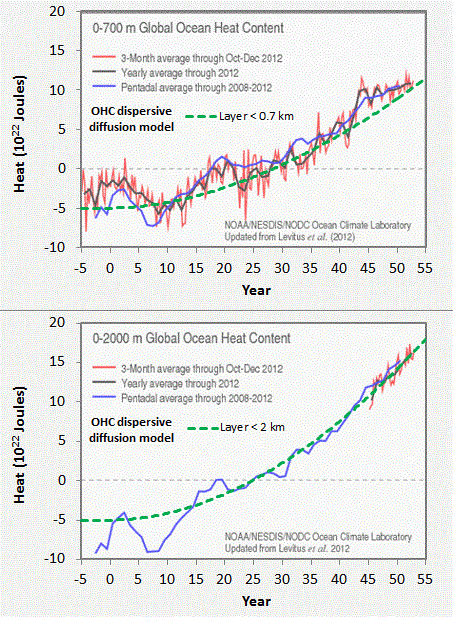 0-700 m Global Ocean Heat Content
3-Month average through Oct-Dec 2012
Yearly average through 2012
Pentadal average through 2008-2012
OHC dispersive
diffusion model
Layer < 0.7 km
Heat (10²² Joules)
20
15
10
5
0
-5
-10
NOAA/NESDIS/NODC Ocean Climate Laboratory
Updated from Levitus et al. (2012)
-5 0 5 10 15 20 25 30 35 40 45 50 55
Year
0-2000 m Global Ocean Heat Content
3-Month average through Oct-Dec 2012
Yearly average through 2012
Pentadal average through 2008-2012
OHC dispersive
diffusion model
Layer < 2 km
Heat (10²² Joules)
20
15
10
5
0
-5
-10
NOAA/NESDIS/NODC Ocean Climate Laboratory
Updated from Levitus et al. 2012
-5 0 5 10 15 20 25 30 35 40 45 50 55
Year